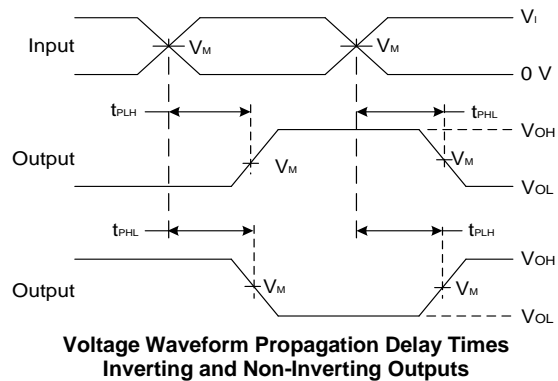 VI
Input
VM
VM
0 V
tPLH
tPHL
VOH
Output
VM
VM
VOL
tPHL
tPLH
VOH
Output
VM
VM
VOL
Voltage Waveform Propagation Delay Times
Inverting and Non-Inverting Outputs